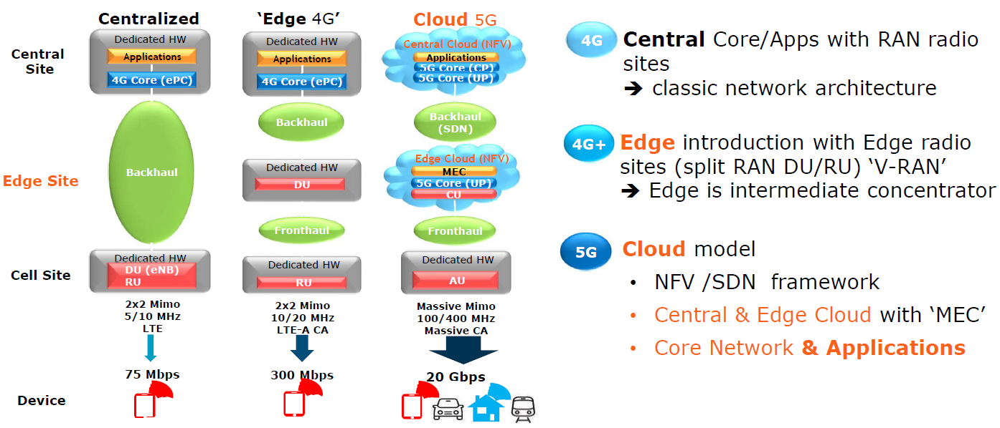 Centralized
'Edge 4G'
Cloud 5G
Central
Site
Dedicated HW
Applications
4G Core (ePC)
Dedicated HW
Applications
4G Core (ePC)
Central Cloud (NFV)
Applications
5G Core (CP)
5G Core (UP)
Edge Site
Backhaul
Backhaul
Dedicated HW
DU
Fronthaul
Backhaul
(SDN)
Edge Cloud (NFV)
MEC
5G Core (UP)
CU
Fronthaul
Cell Site
Dedicated HW
DU (eNB)
RU
Dedicated HW
RU
Dedicated HW
AU
2x2 Mimo
5/10 MHz
LTE
2x2 Mimo
10/20 MHz
LTE-A CA
Massive Mimo
100/400 MHz
Massive CA
75 Mbps
300 Mbps
20 Gbps
Device
4G
Central Core/Apps with RAN radio
sites
➔ classic network architecture
4G+
Edge introduction with Edge radio
sites (split RAN DU/RU) 'V-RAN'
➔ Edge is intermediate concentrator
5G
Cloud model
• NFV /SDN framework
• Central & Edge Cloud with 'MEC'
• Core Network & Applications